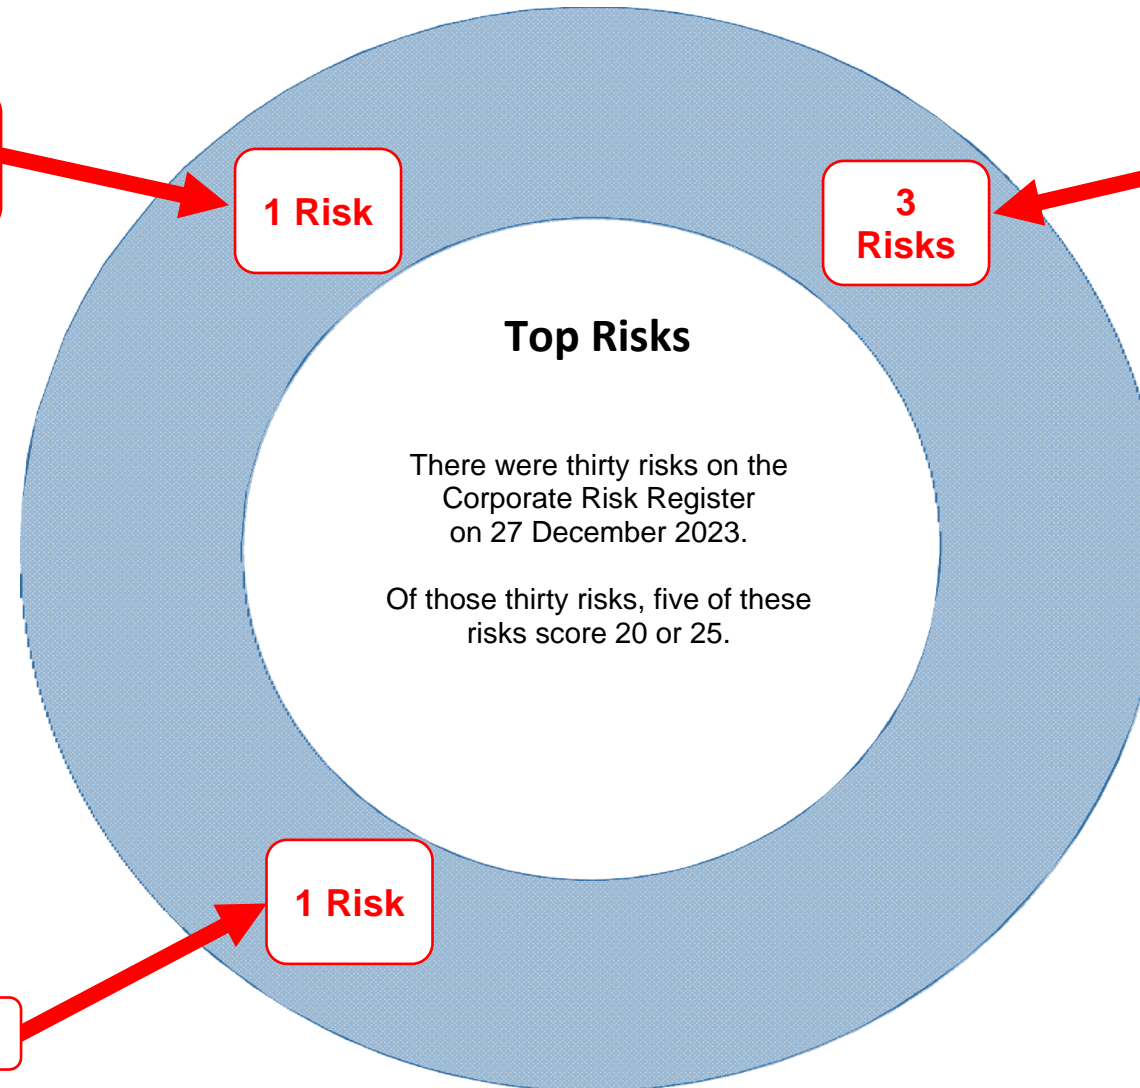 1 Risk
3
Risks
Top Risks
There were thirty risks on the
Corporate Risk Register
on 27 December 2023.
Of those thirty risks, five of these
risks score 20 or 25.
1 Risk